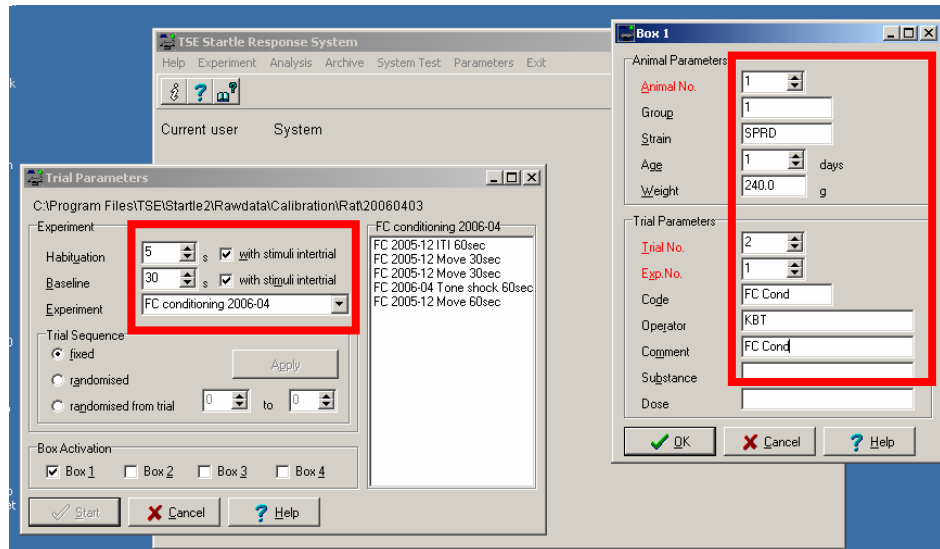 TSE Startle Response System
Help Experiment Analysis Archive System Test Parameters Exit
Current user System
Trial Parameters
C:\Program Files\TSE\Startle2\Rawdata\Calibration\Rat\20060403
Experiment
Habituation 5 s with stimuli intertrial
Baseline 30 s with stimuli intertrial
Experiment FC conditioning 2006-04
Trial Sequence
fixed
Apply
randomised
randomised from trial 0 to 0
FC conditioning 2006-04
FC 2005-12 ITI 60sec
FC 2005-12 Move 30sec
FC 2005-12 Move 30sec
FC 2006-04 Tone shock 60sec
FC 2005-12 Move 60sec
Box Activation
Box 1 Box 2 Box 3 Box 4
Start Cancel Help
Box 1
Animal Parameters
Animal No. 1
Group 1
Strain SPRD
Age 1 days
Weight 240.0 g
Trial Parameters
Trial No. 2
Exp.No. 1
Code FC Cond
Operator KBT
Comment FC Cond
Substance
Dose
OK Cancel Help